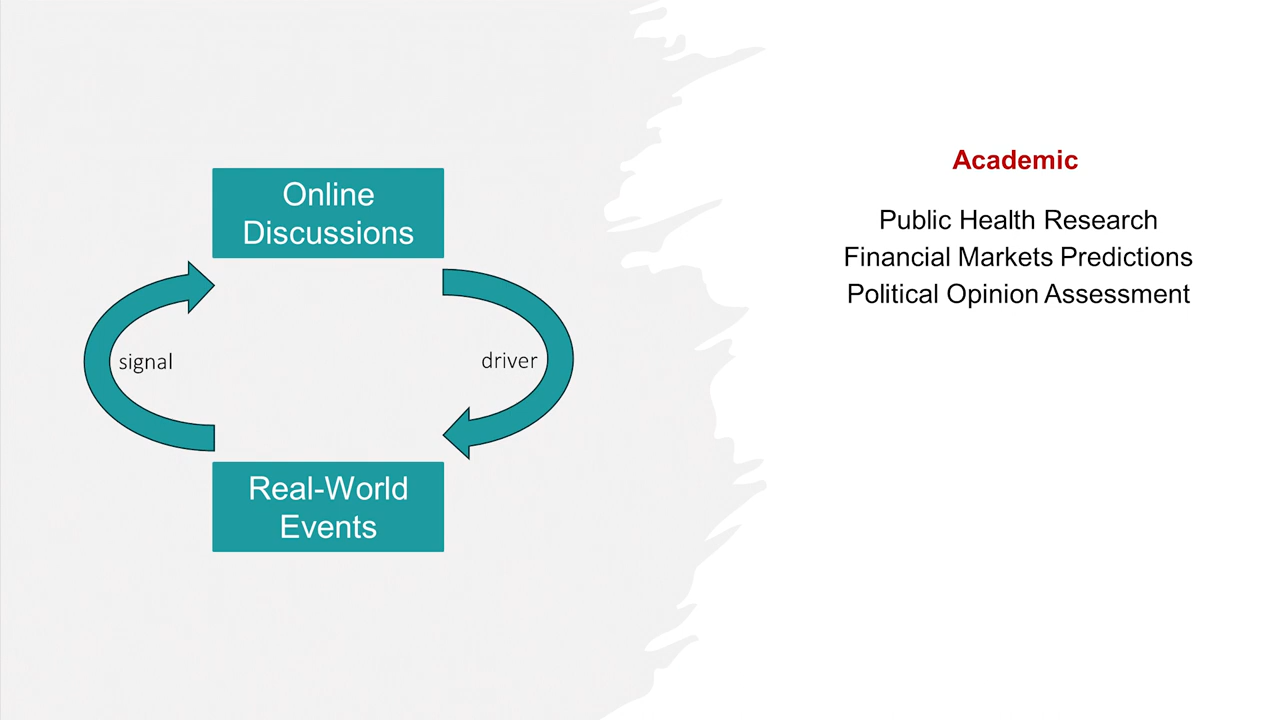 Online
Discussions
signal
driver
Real-World
Events
Academic
Public Health Research
Financial Markets Predictions
Political Opinion Assessment